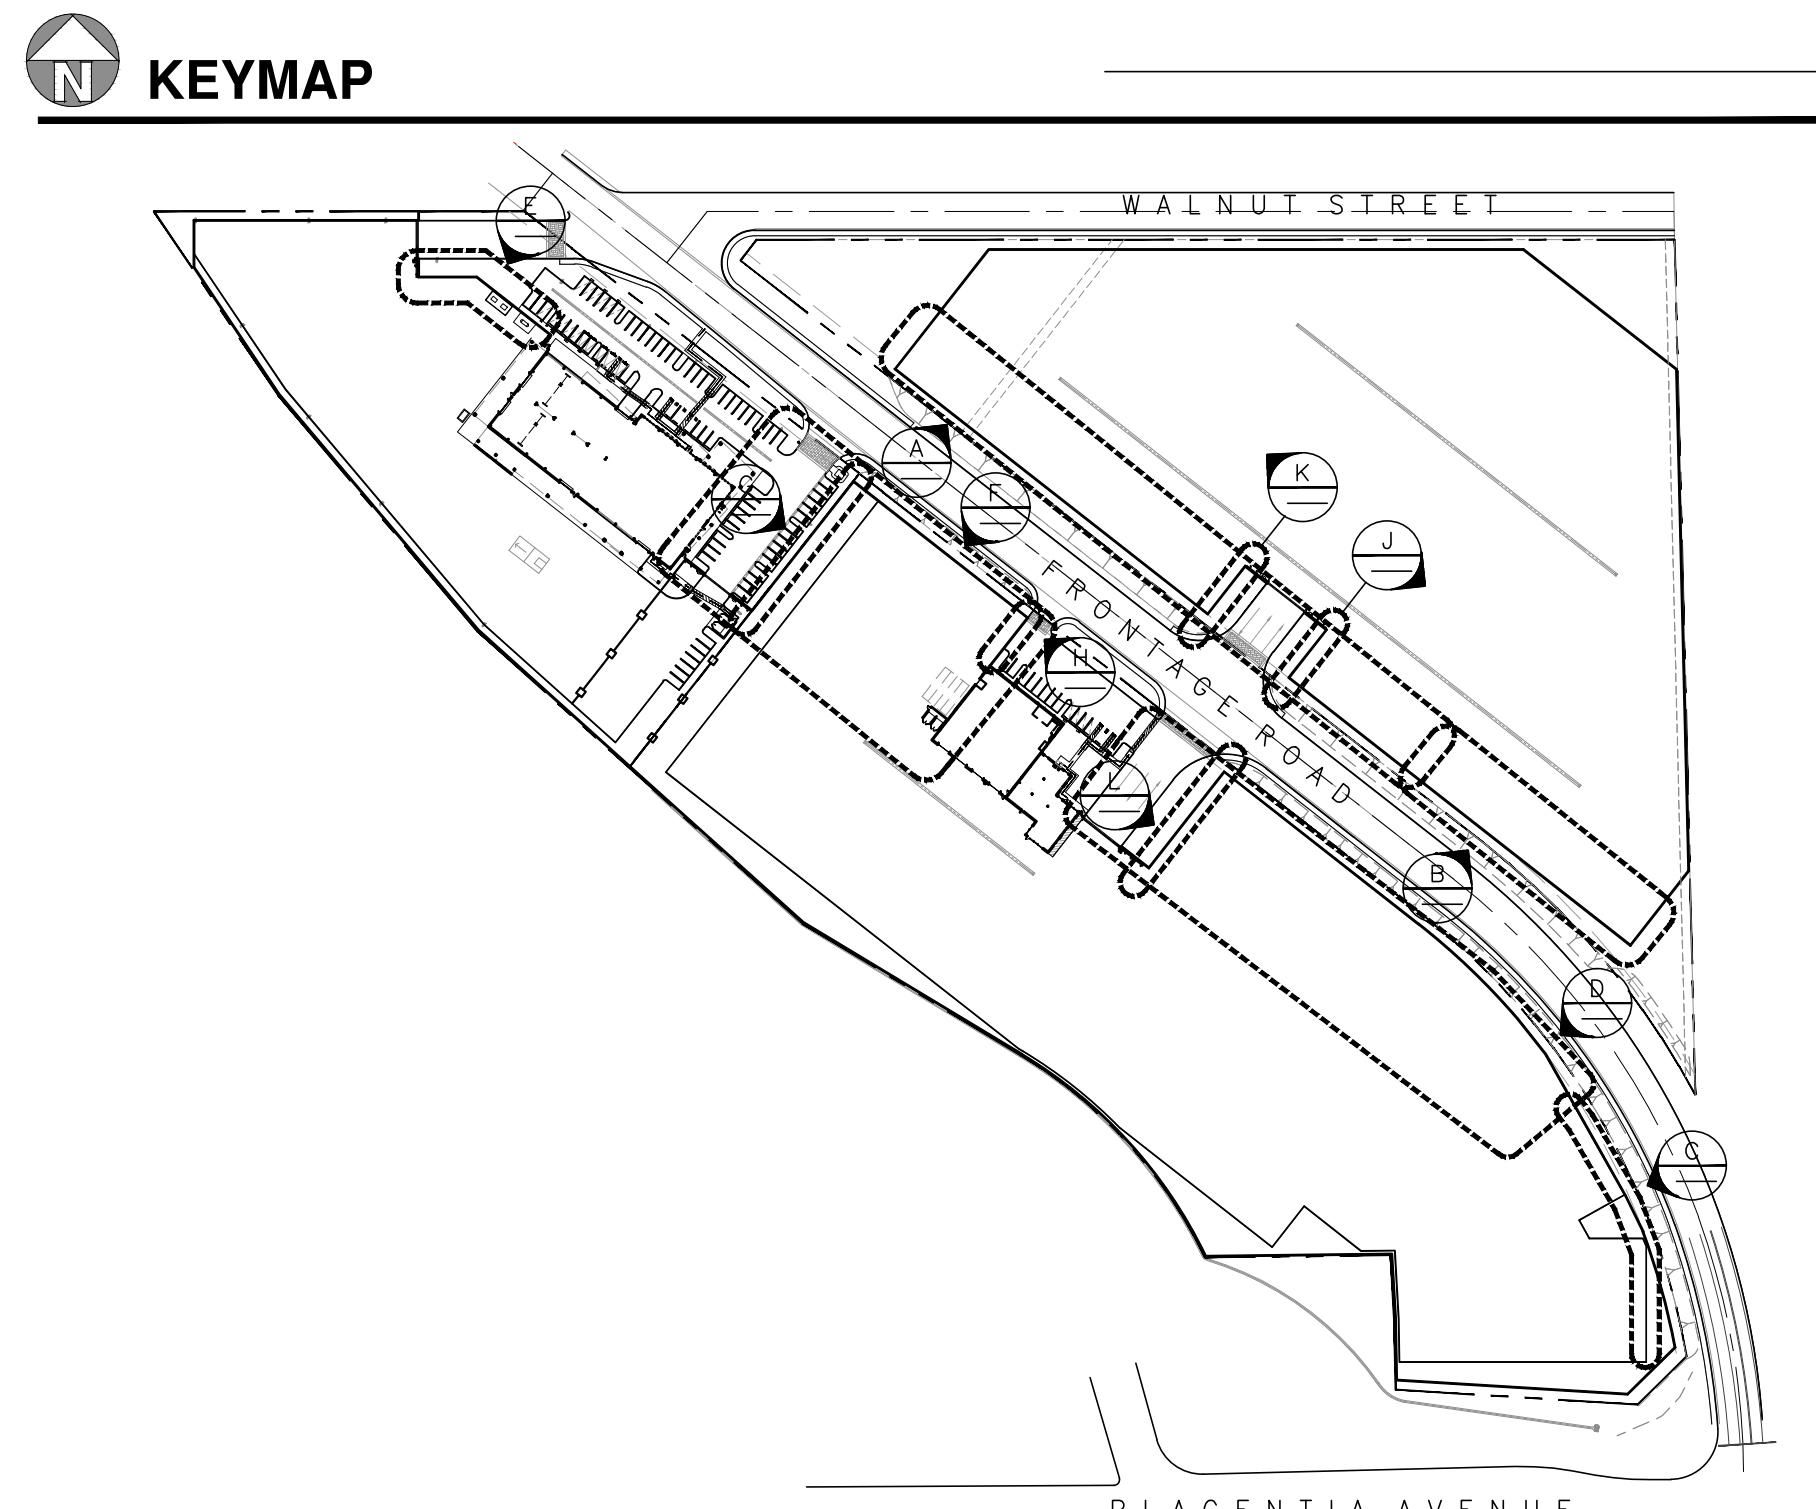 N
KEYMAP
WALNUT STREET
E
A
F
G
K
J
FRONTAGE ROAD
H
L
B
D
C
PLACENTIA AVENUE